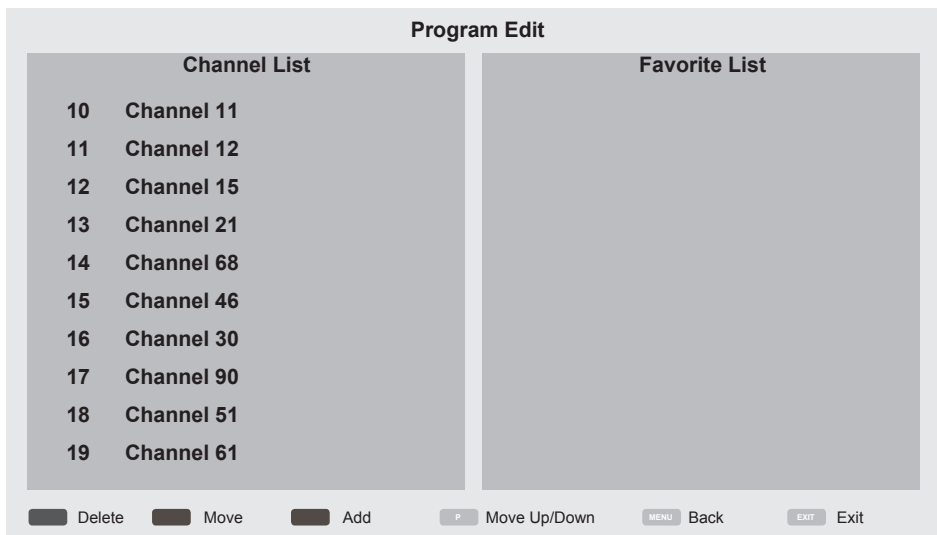 Program Edit
Channel List
10 Channel 11
11 Channel 12
12 Channel 15
13 Channel 21
14 Channel 68
15 Channel 46
16 Channel 30
17 Channel 90
18 Channel 51
19 Channel 61
Favorite List
Delete Move Add P Move Up/Down MENU Back EXIT Exit